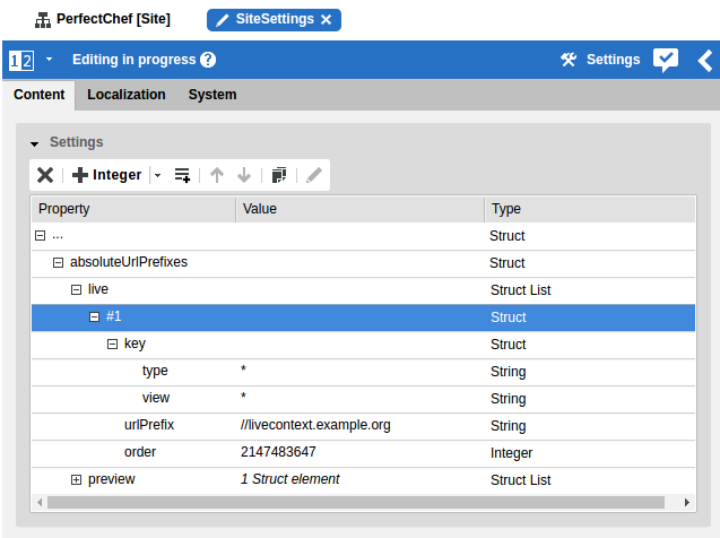 PerfectChef [Site] SiteSettings
12 Editing in progress ? Settings
Content Localization System
Settings
Integer
Property Value Type
... Struct
absoluteUrlPrefixes Struct
live Struct List
#1 Struct
key Struct
type * String
view * String
urlPrefix //livecontext.example.org String
order 2147483647 Integer
preview 1 Struct element Struct List